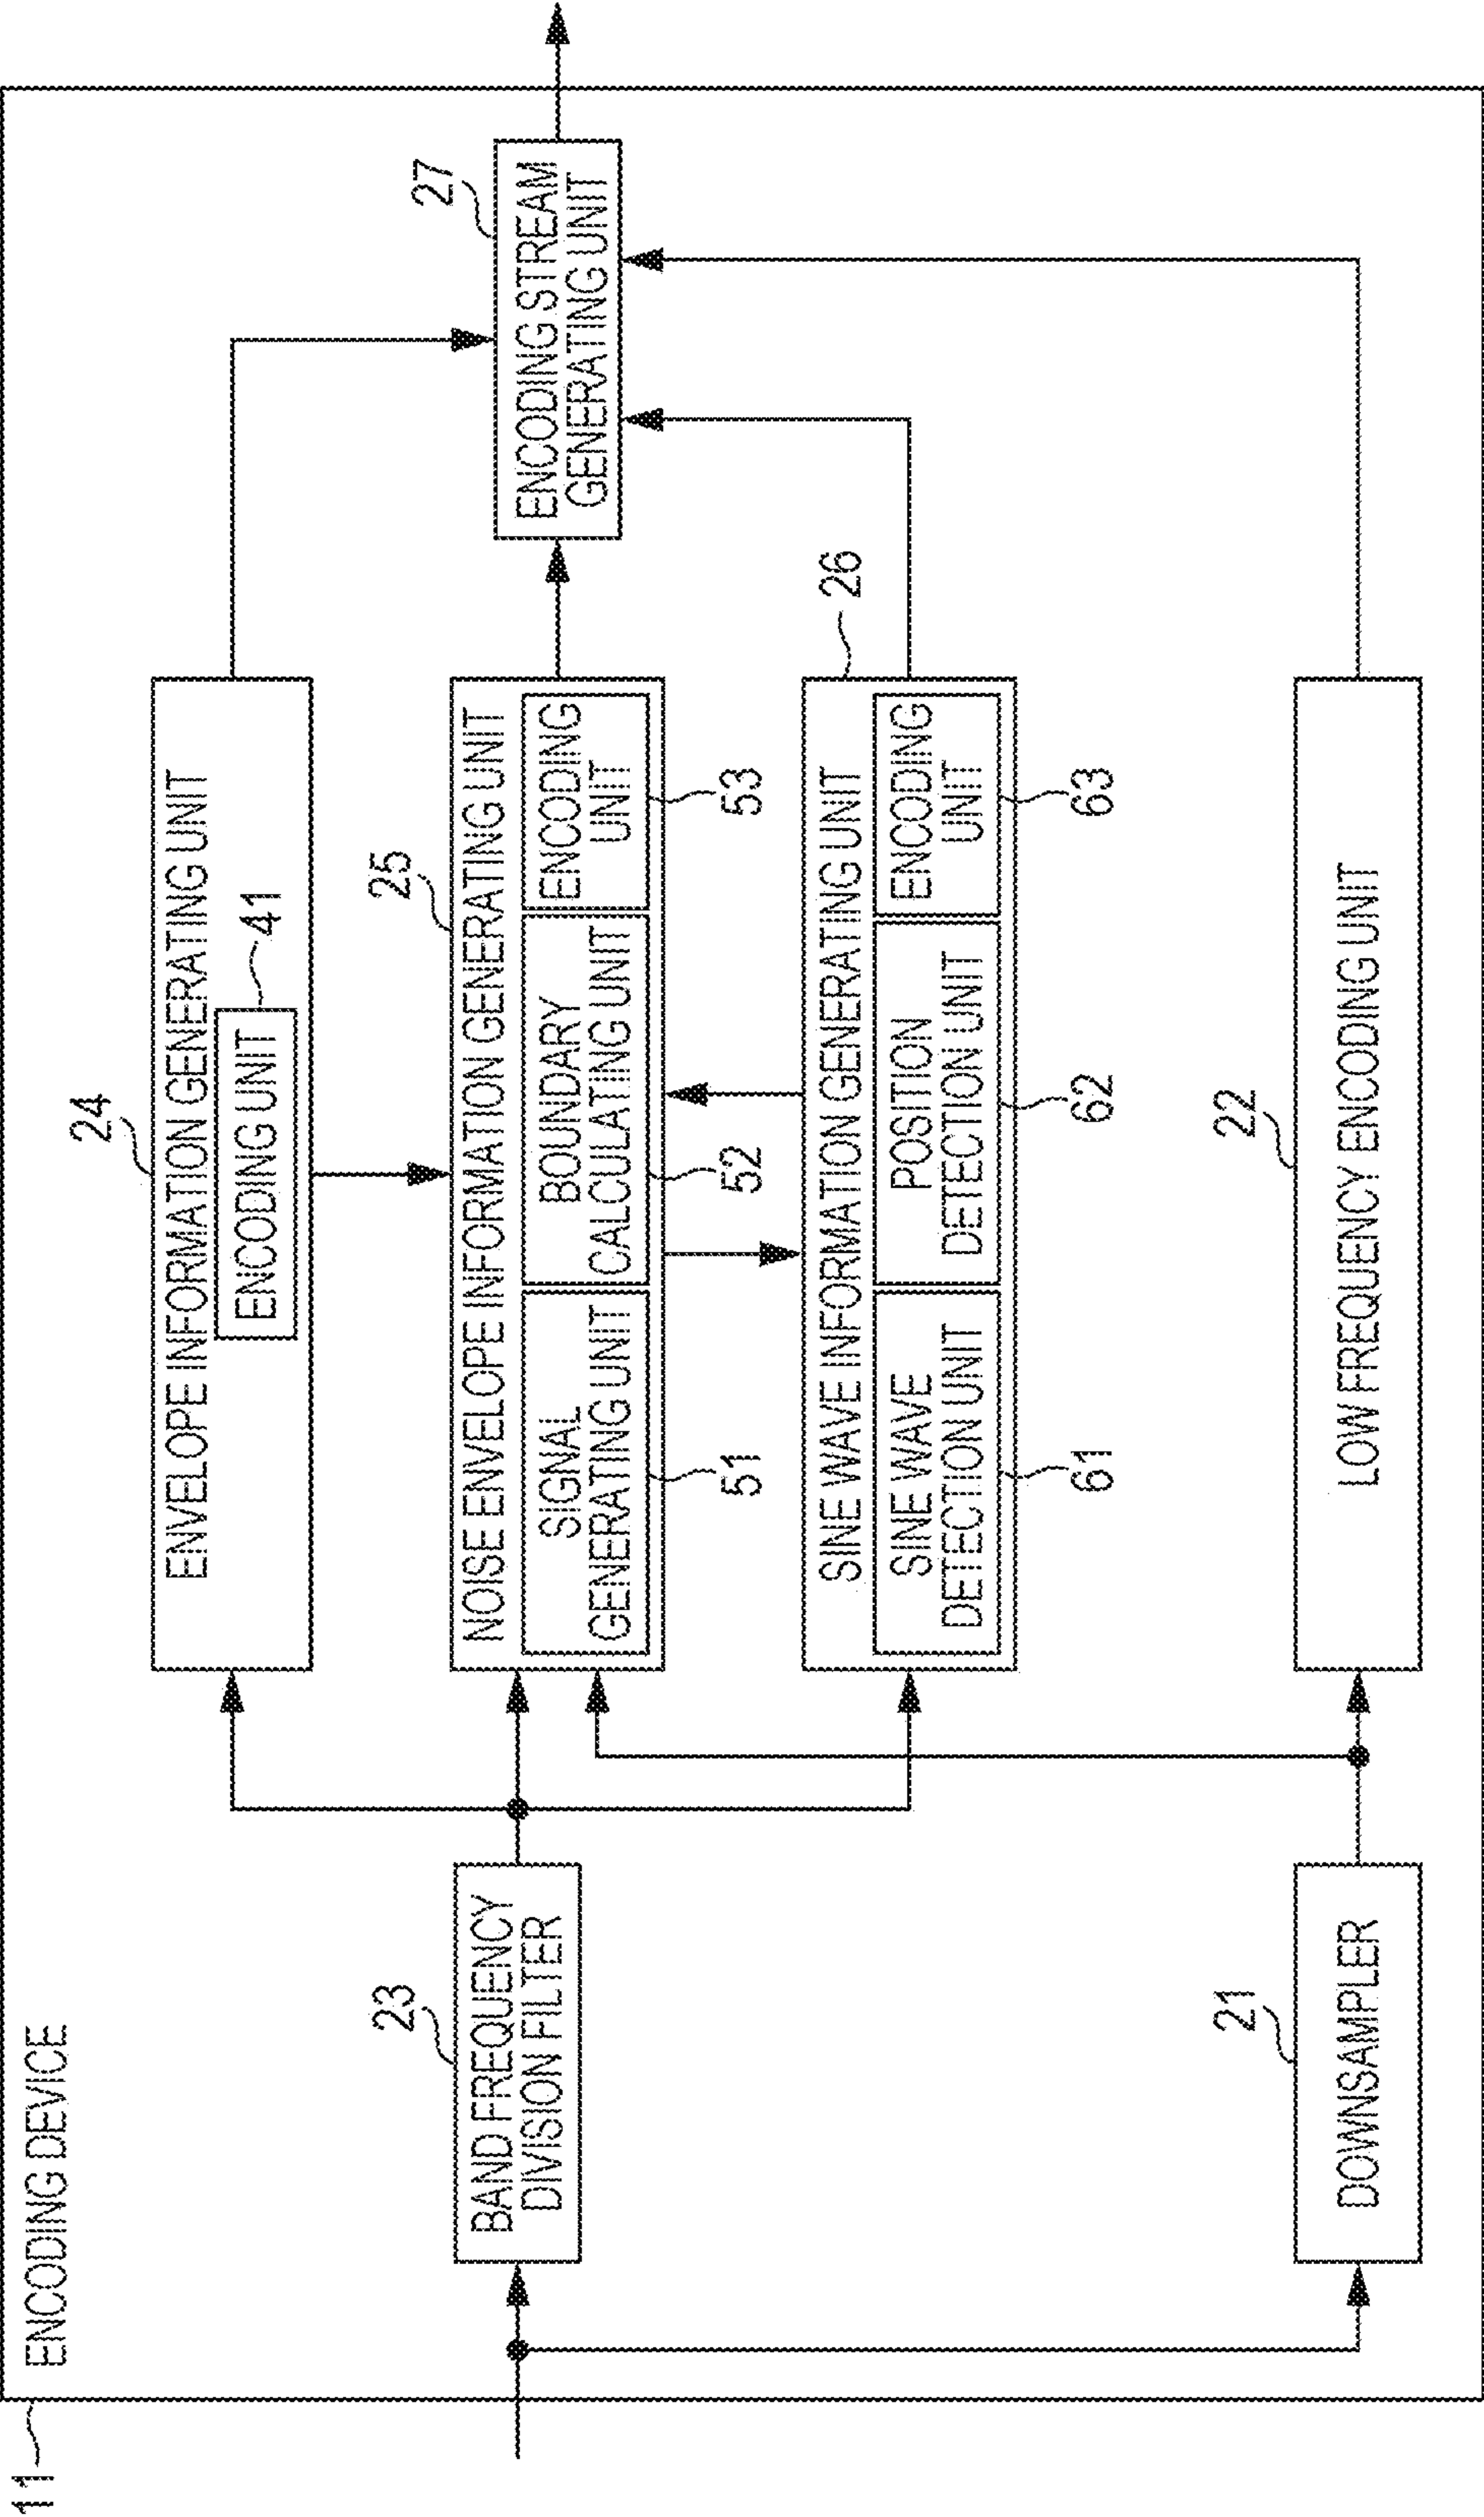 11
ENCODING DEVICE
23
BAND FREQUENCY
DIVISION FILTER
21
DOWNSAMPLER
24
ENVELOPE INFORMATION GENERATING UNIT
ENCODING UNIT
41
25
NOISE ENVELOPE INFORMATION GENERATING UNIT
SIGNAL
GENERATING UNIT
51
BOUNDARY
CALCULATING UNIT
52
ENCODING
UNIT
53
26
SINE WAVE INFORMATION GENERATING UNIT
SINE WAVE
DETECTION UNIT
61
POSITION
DETECTION UNIT
62
ENCODING
UNIT
63
22
LOW FREQUENCY ENCODING UNIT
27
ENCODING STREAM
GENERATING UNIT